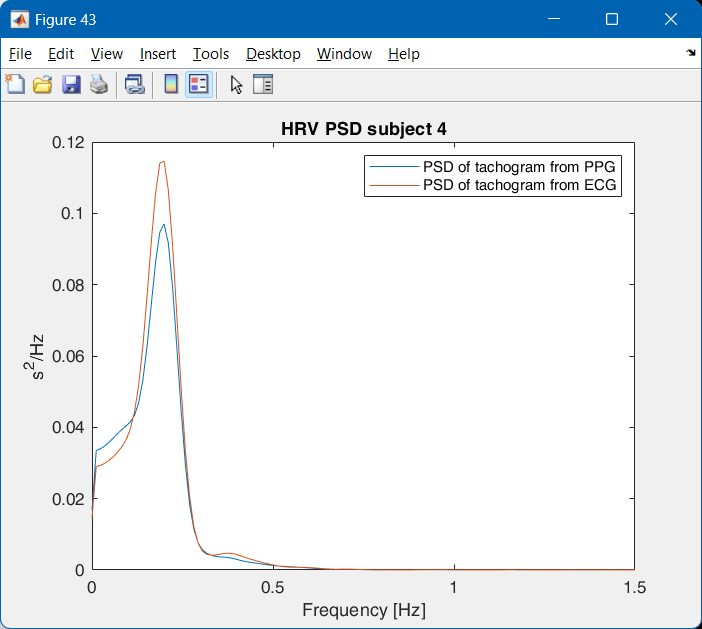 Figure 43
File Edit View Insert Tools Desktop Window Help
HRV PSD subject 4
PSD of tachogram from PPG
PSD of tachogram from ECG
0.12
0.1
0.08
0.06
0.04
0.02
0
s²/Hz
0 0.5 1 1.5
Frequency [Hz]